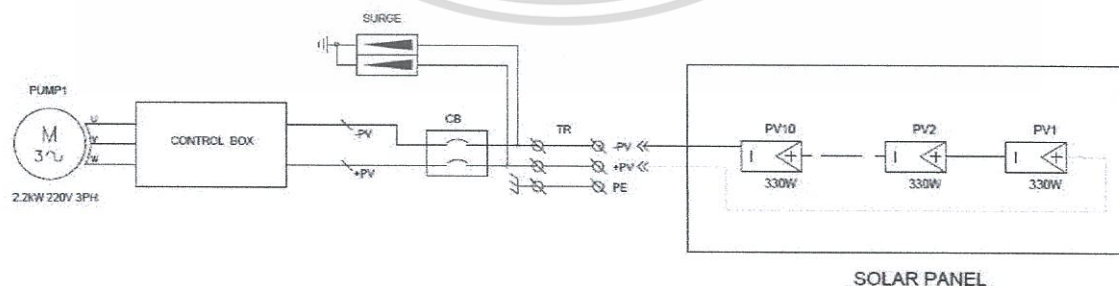 SURGE
PUMP1
M
3~
U
V
W
2.2kW 220V 3PH
CONTROL BOX
-PV
+PV
CB
TR
-PV
+PV
PE
PV10
PV2
PV1
330W
330W
330W
SOLAR PANEL